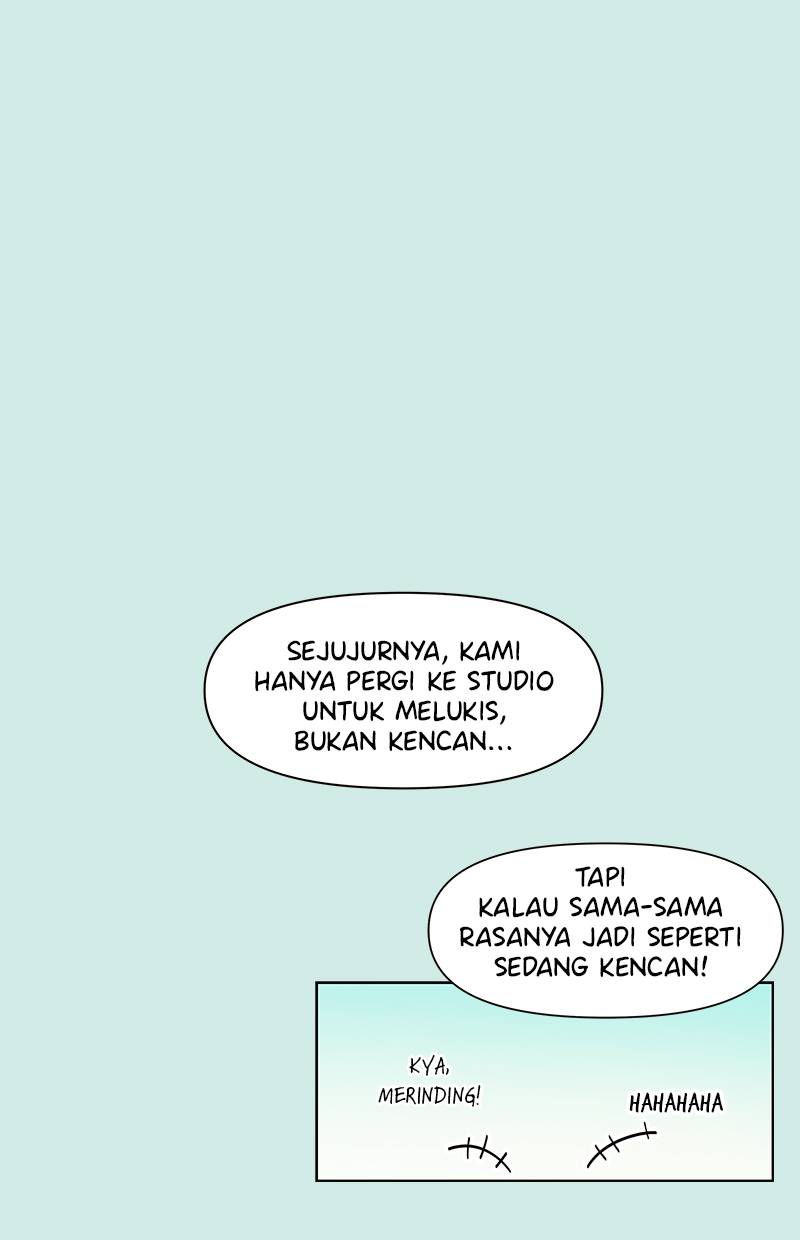 SEJUJURNYA, KAMI
HANYA PERGI KE STUDIO
UNTUK MELUKIS,
BUKAN KENCAN...
TAPI
KALAU SAMA-SAMA
RASANYA JADI SEPERTI
SEDANG KENCAN!
KYA,
MERINDING!
HAHAHAHA